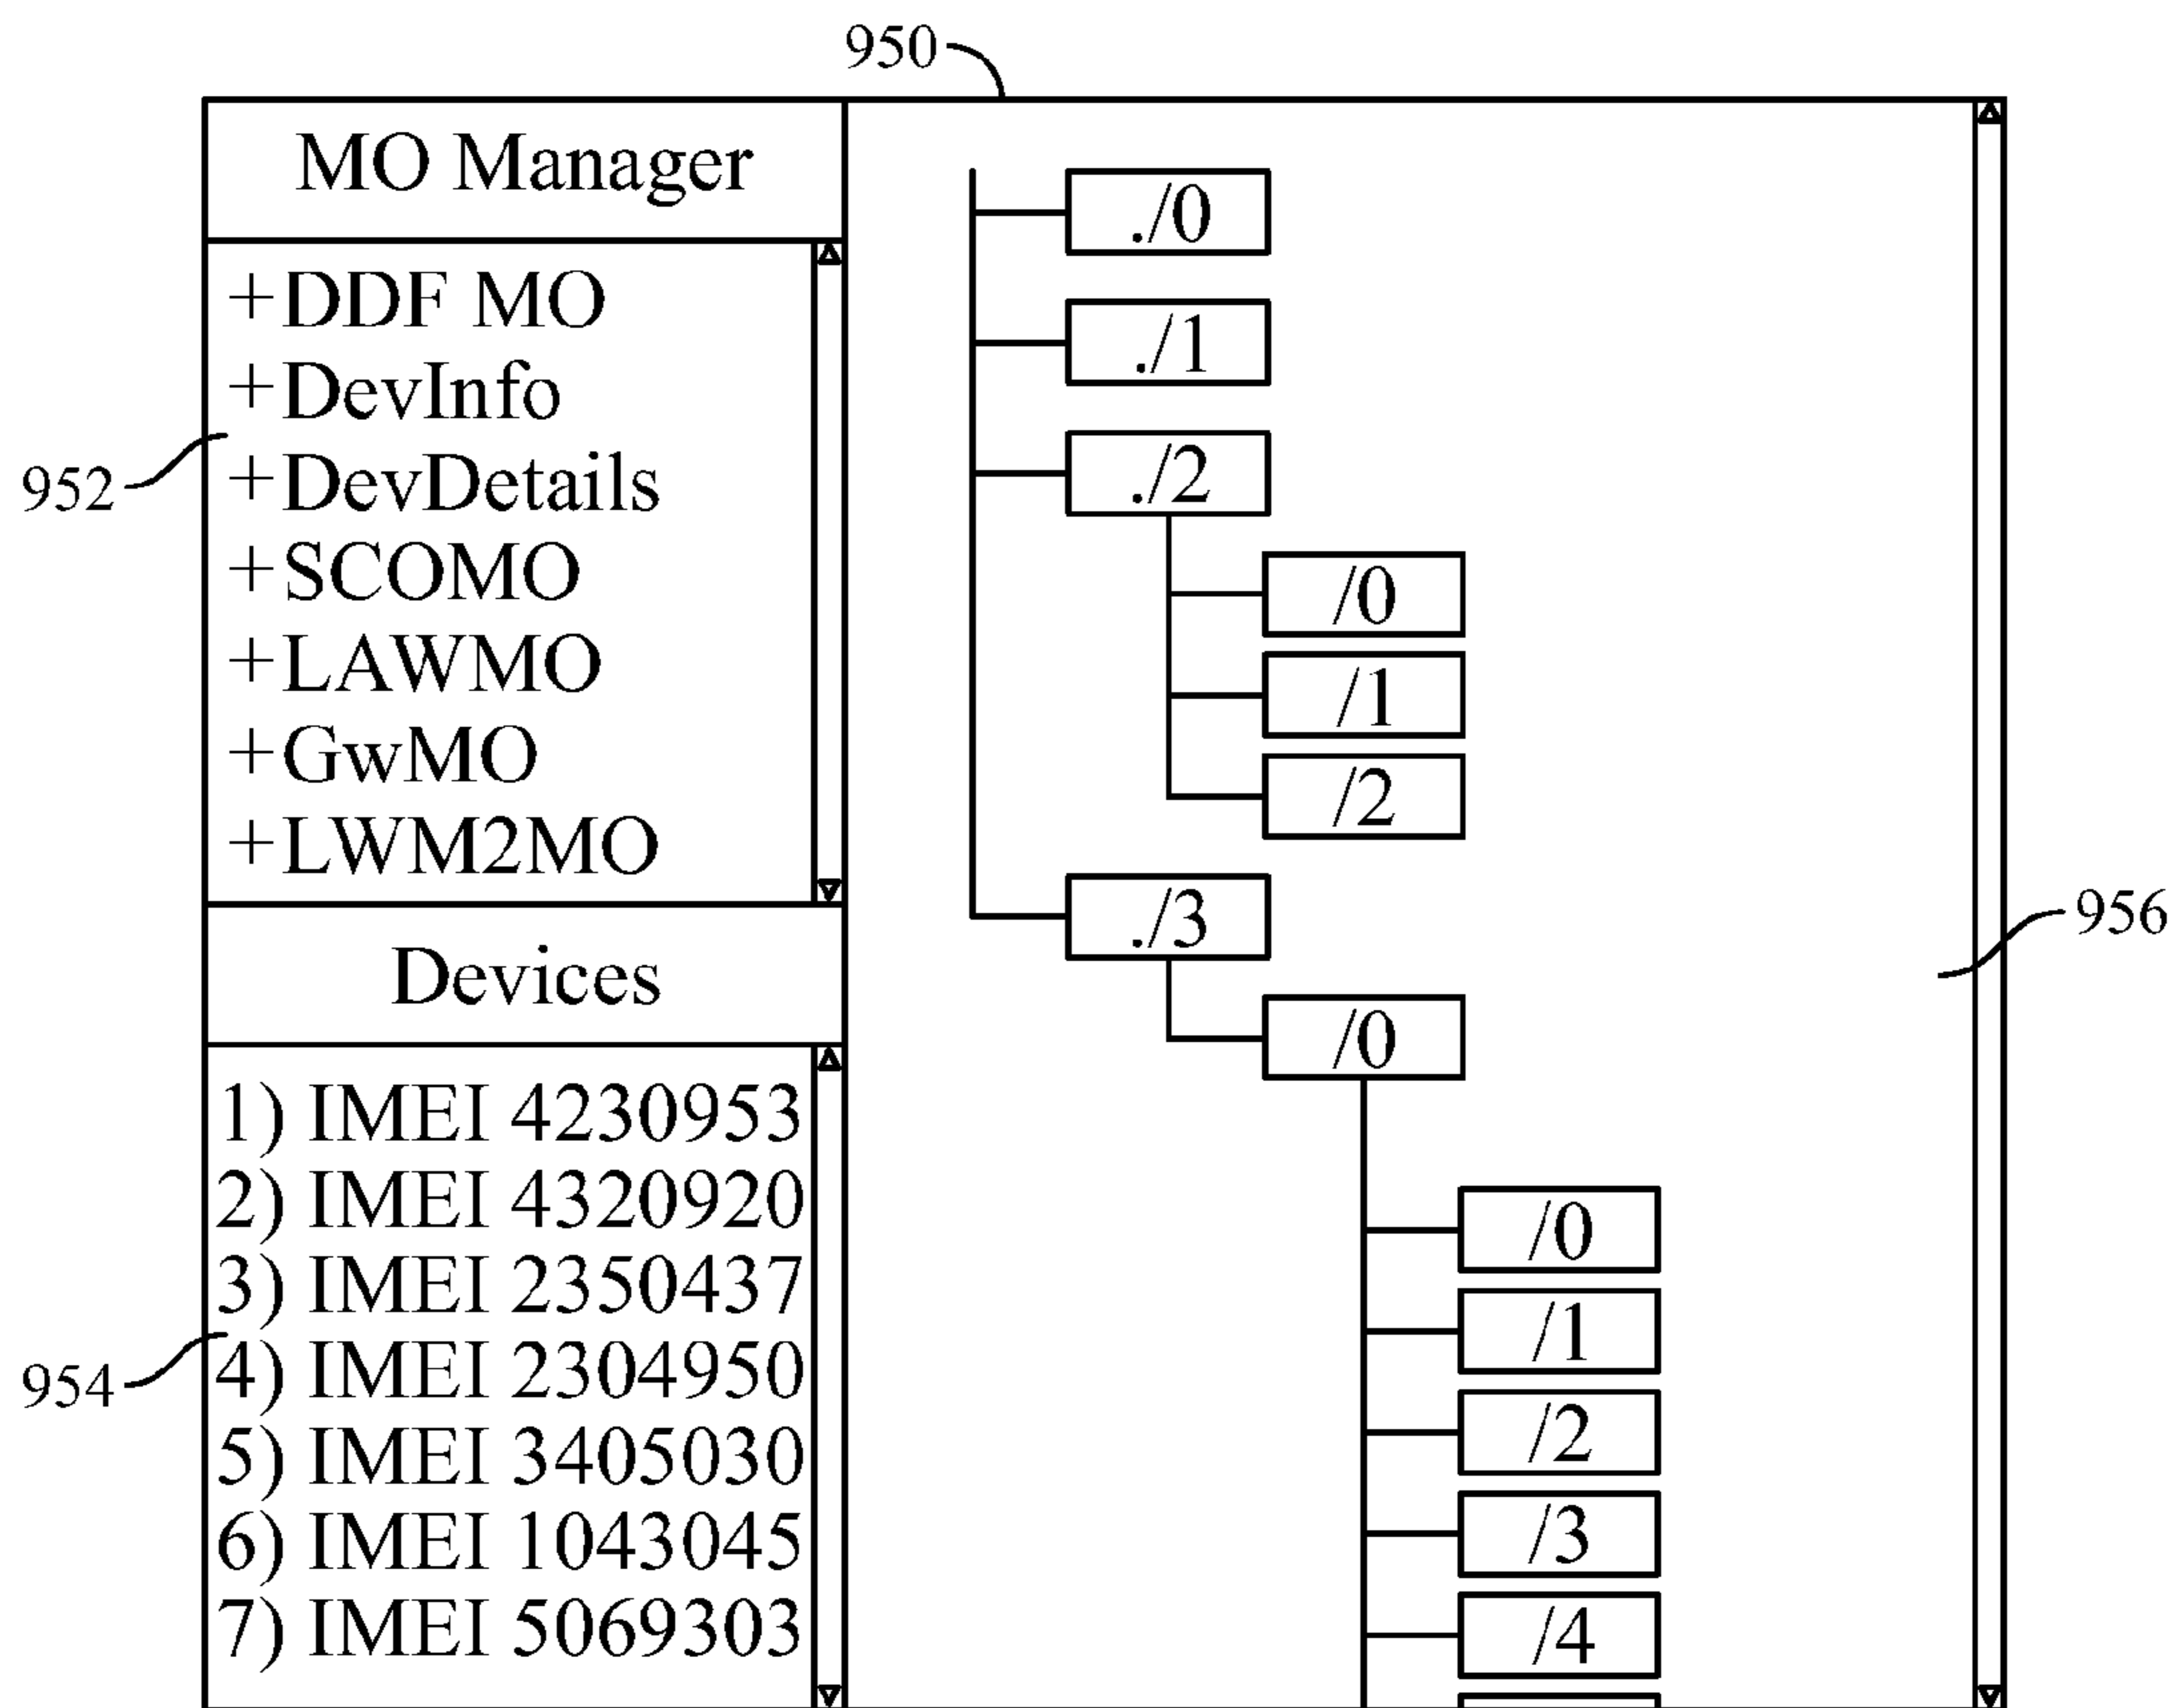 950
MO Manager
+DDF MO
+DevInfo
+DevDetails
+SCOMO
+LAWMO
+GwMO
+LWM2MO
952
Devices
1) IMEI 4230953
2) IMEI 4320920
3) IMEI 2350437
4) IMEI 2304950
5) IMEI 3405030
6) IMEI 1043045
7) IMEI 5069303
954
./0
./1
./2
/0
/1
/2
./3
/0
/0
/1
/2
/3
/4
956